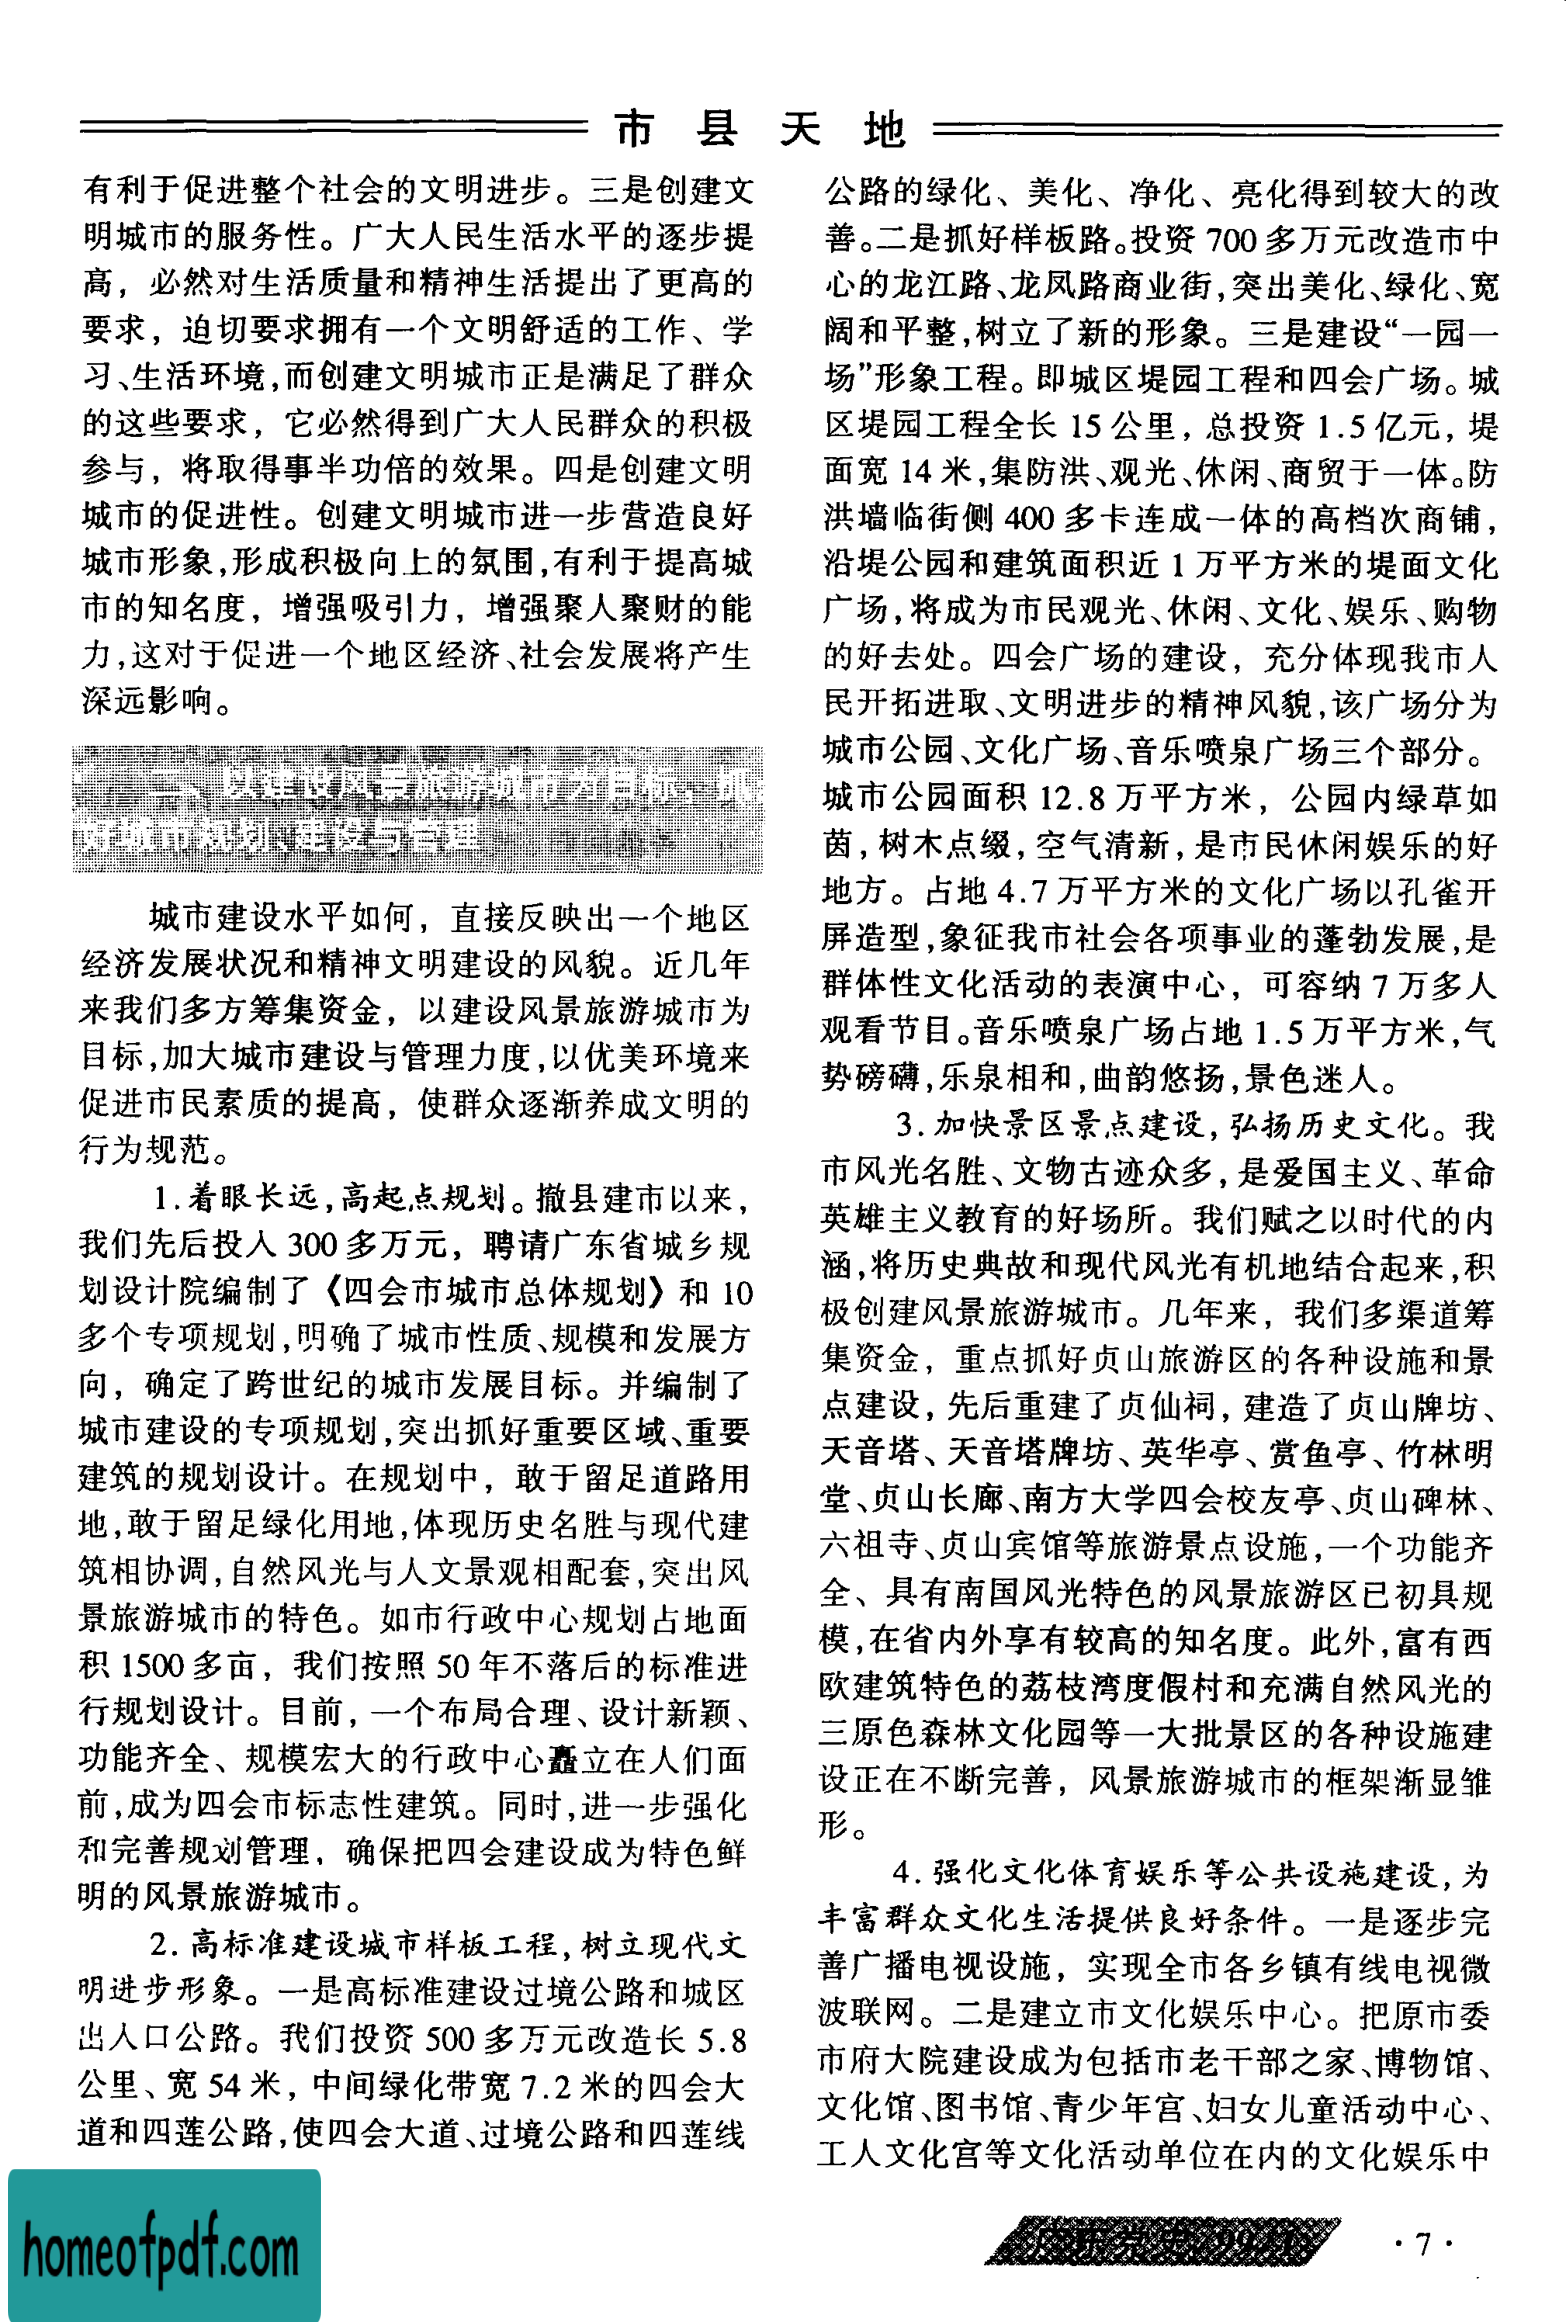 市县天地
有利于促进整个社会的文明进步。三是创建文
明城市的服务性。广大人民生活水平的逐步提
高，必然对生活质量和精神生活提出了更高的
要求，迫切要求拥有一个文明舒适的工作、学
习、生活环境,而创建文明城市正是满足了群众
的这些要求，它必然得到广大人民群众的积极
参与，将取得事半功倍的效果。四是创建文明
城市的促进性。创建文明城市进一步营造良好
城市形象,形成积极向上的氛围,有利于提高城
市的知名度，增强吸引力，增强聚人聚财的能
力,这对于促进一个地区经济、社会发展将产生
深远影响。
二、以建设风景旅游城市为目标，抓
好城市规划、建设与管理
城市建设水平如何，直接反映出一个地区
经济发展状况和精神文明建设的风貌。近几年
来我们多方筹集资金，以建设风景旅游城市为
目标,加大城市建设与管理力度,以优美环境来
促进市民素质的提高，使群众逐渐养成文明的
行为规范。
1.着眼长远,高起点规划。撤县建市以来,
我们先后投入 300 多万元，聘请广东省城乡规
划设计院编制了《四会市城市总体规划》和 10
多个专项规划,明确了城市性质、规模和发展方
向，确定了跨世纪的城市发展目标。并编制了
城市建设的专项规划,突出抓好重要区域、重要
建筑的规划设计。在规划中，敢于留足道路用
地,敢于留足绿化用地,体现历史名胜与现代建
筑相协调,自然风光与人文景观相配套,突出风
景旅游城市的特色。如市行政中心规划占地面
积 1500 多亩，我们按照 50 年不落后的标准进
行规划设计。目前,一个布局合理、设计新颖、
功能齐全、规模宏大的行政中心矗立在人们面
前,成为四会市标志性建筑。同时,进一步强化
和完善规划管理，确保把四会建设成为特色鲜
明的风景旅游城市。
2. 高标准建设城市样板工程,树立现代文
明进步形象。一是高标准建设过境公路和城区
出入口公路。我们投资 500 多万元改造长 5.8
公里、宽 54 米，中间绿化带宽 7.2 米的四会大
道和四莲公路,使四会大道、过境公路和四莲线
公路的绿化、美化、净化、亮化得到较大的改
善。二是抓好样板路。投资 700 多万元改造市中
心的龙江路、龙凤路商业街,突出美化、绿化、宽
阔和平整,树立了新的形象。三是建设“一园一
场”形象工程。即城区堤园工程和四会广场。城
区堤园工程全长 15 公里，总投资 1.5 亿元，堤
面宽 14 米,集防洪、观光、休闲、商贸于一体。防
洪墙临街侧 400 多卡连成一体的高档次商铺，
沿堤公园和建筑面积近 1 万平方米的堤面文化
广场,将成为市民观光、休闲、文化、娱乐、购物
的好去处。四会广场的建设，充分体现我市人
民开拓进取、文明进步的精神风貌,该广场分为
城市公园、文化广场、音乐喷泉广场三个部分。
城市公园面积 12.8 万平方米，公园内绿草如
茵,树木点缀,空气清新,是市民休闲娱乐的好
地方。占地 4.7 万平方米的文化广场以孔雀开
屏造型,象征我市社会各项事业的蓬勃发展,是
群体性文化活动的表演中心，可容纳 7 万多人
观看节目。音乐喷泉广场占地 1.5 万平方米,气
势磅礴,乐泉相和,曲韵悠扬,景色迷人。
3.加快景区景点建设,弘扬历史文化。我
市风光名胜、文物古迹众多,是爱国主义、革命
英雄主义教育的好场所。我们赋之以时代的内
涵,将历史典故和现代风光有机地结合起来,积
极创建风景旅游城市。几年来，我们多渠道筹
集资金，重点抓好贞山旅游区的各种设施和景
点建设,先后重建了贞仙祠，建造了贞山牌坊、
天音塔、天音塔牌坊、英华亭、赏鱼亭、竹林明
堂、贞山长廊、南方大学四会校友亭、贞山碑林、
六祖寺、贞山宾馆等旅游景点设施,一个功能齐
全、具有南国风光特色的风景旅游区已初具规
模,在省内外享有较高的知名度。此外,富有西
欧建筑特色的荔枝湾度假村和充满自然风光的
三原色森林文化园等一大批景区的各种设施建
设正在不断完善，风景旅游城市的框架渐显雏
形。
4. 强化文化体育娱乐等公共设施建设,为
丰富群众文化生活提供良好条件。一是逐步完
善广播电视设施，实现全市各乡镇有线电视微
波联网。二是建立市文化娱乐中心。把原市委
市府大院建设成为包括市老干部之家、博物馆、
文化馆、图书馆、青少年宫、妇女儿童活动中心、
工人文化宫等文化活动单位在内的文化娱乐中
广东党史/99/1
·7·
homeofpdf.com